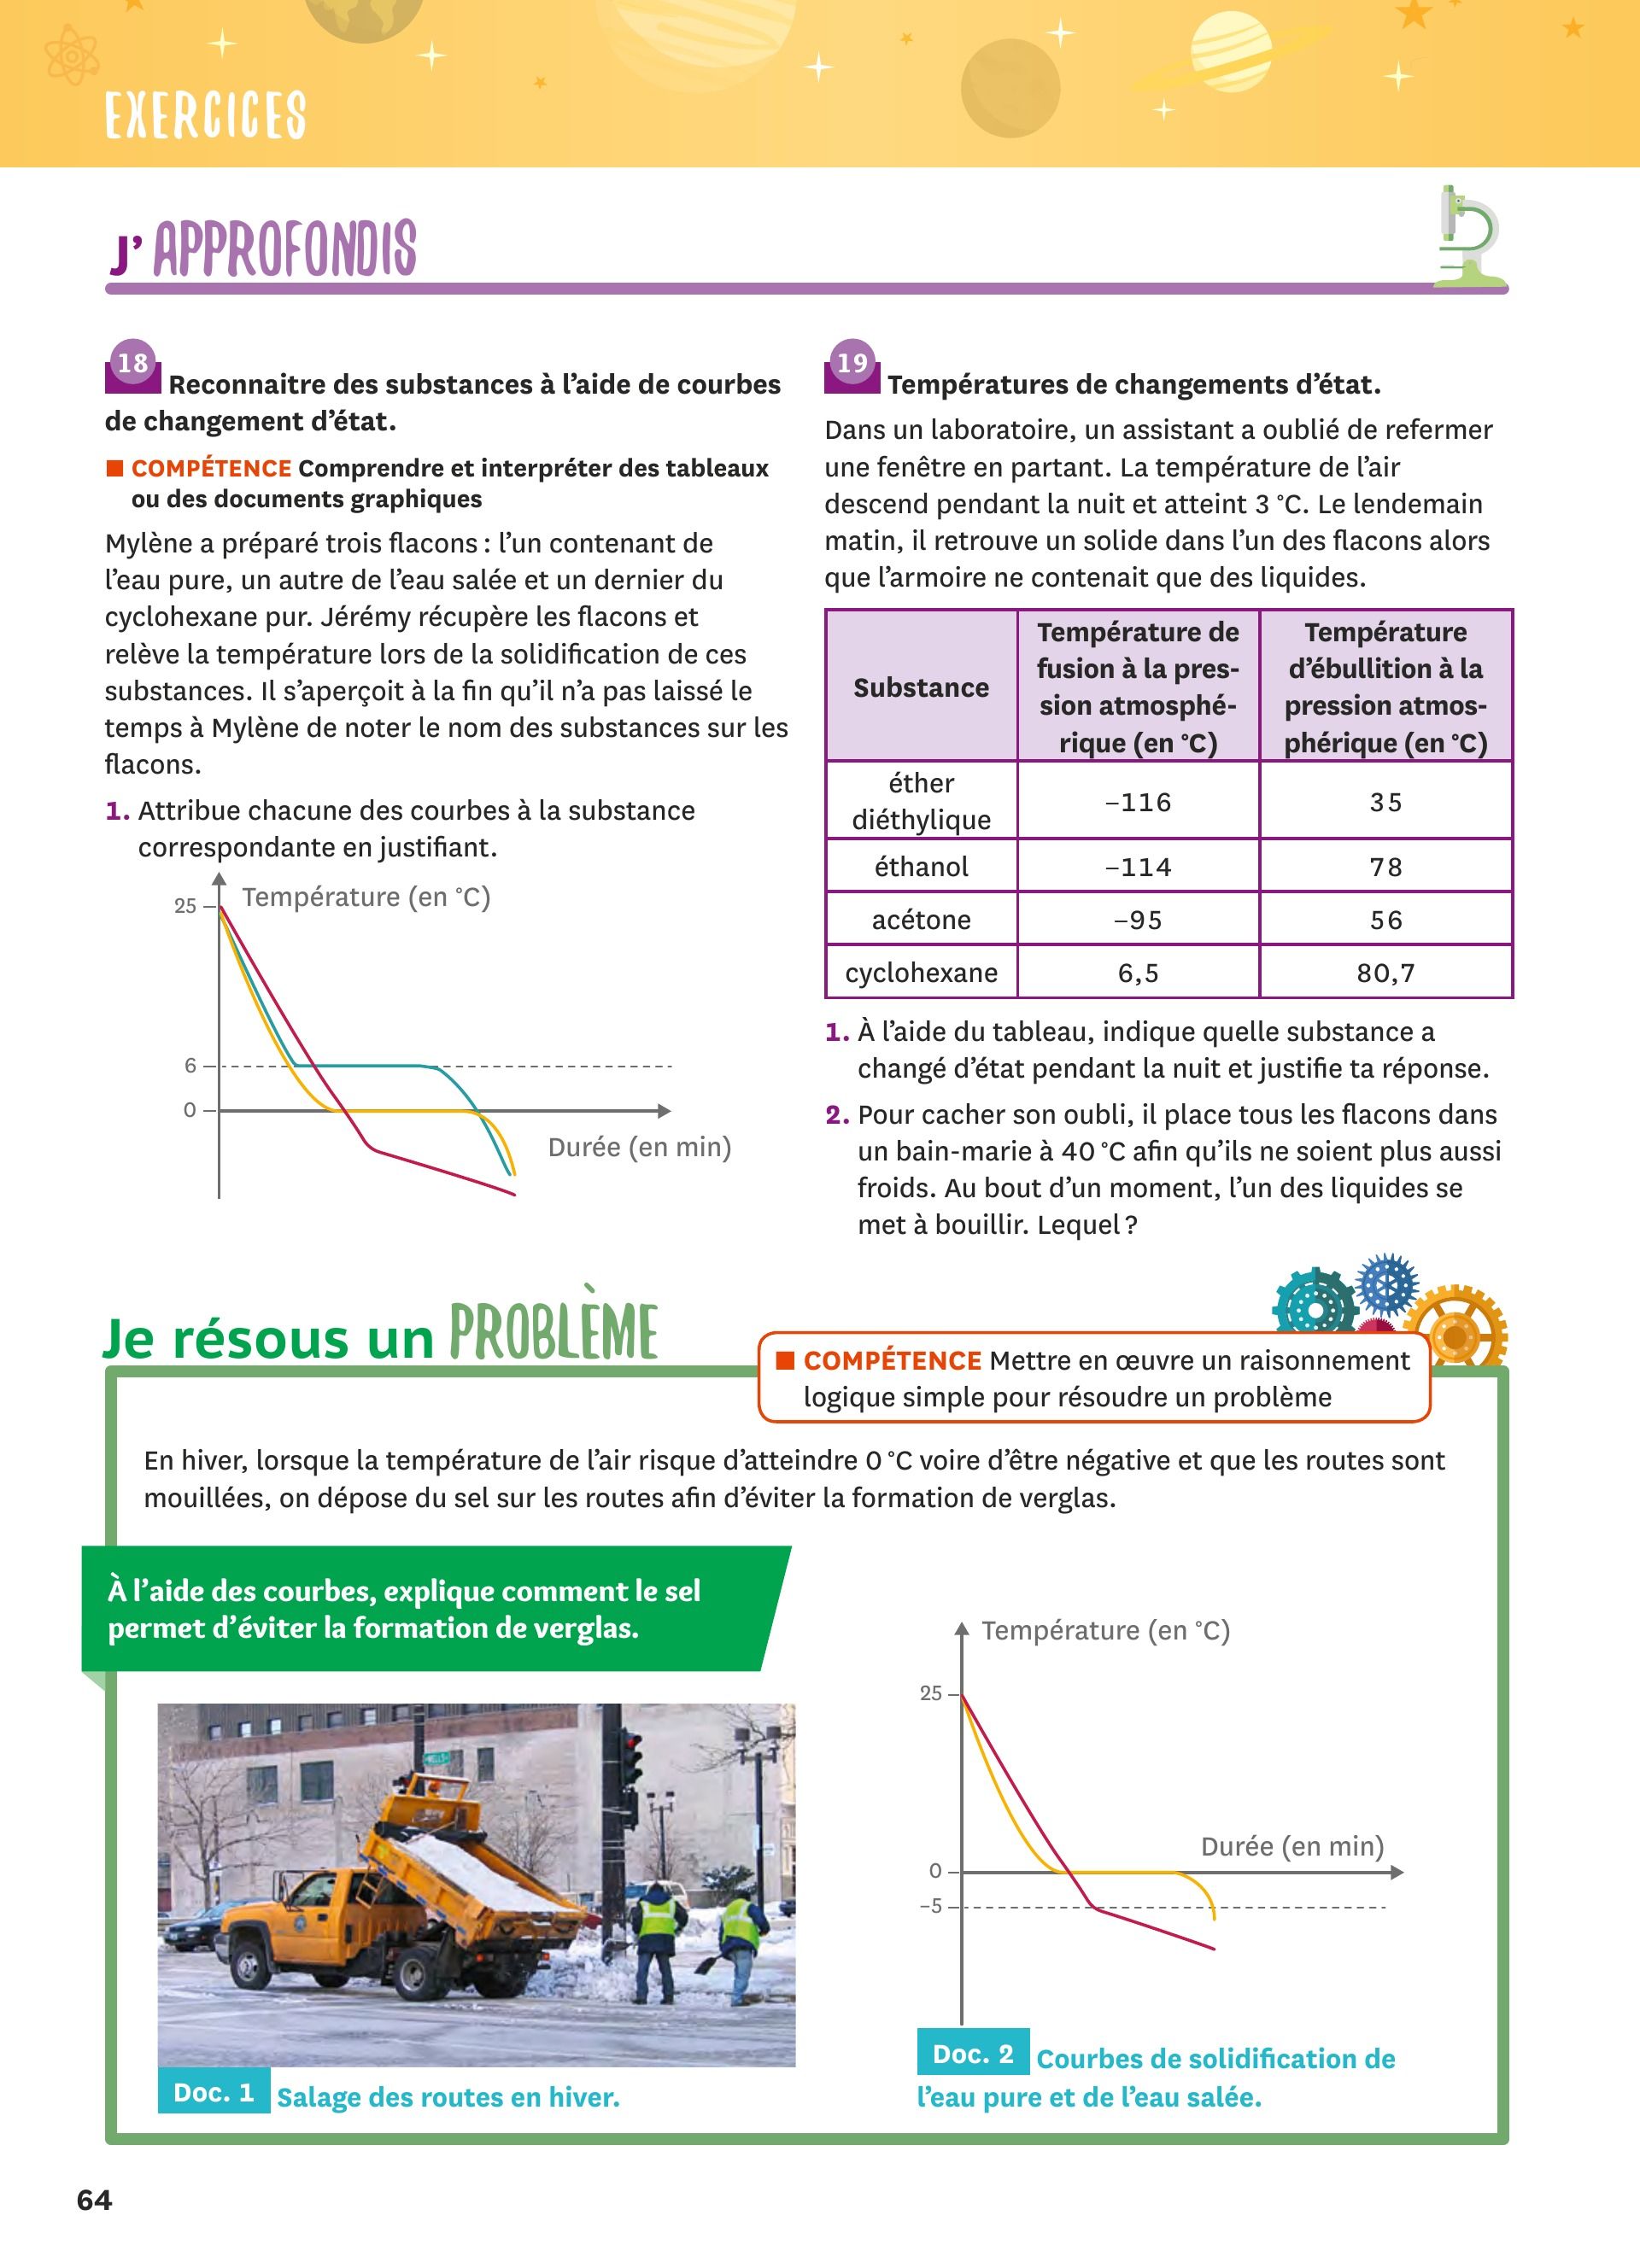 EXERCICES
J' APPROFONDIS
18 Reconnaitre des substances à l'aide de courbes
de changement d'état.
COMPÉTENCE Comprendre et interpréter des tableaux
ou des documents graphiques
Mylène a préparé trois flacons : l'un contenant de
l'eau pure, un autre de l'eau salée et un dernier du
cyclohexane pur. Jérémy récupère les flacons et
relève la température lors de la solidification de ces
substances. Il s'aperçoit à la fin qu'il n'a pas laissé le
temps à Mylène de noter le nom des substances sur les
flacons.
1. Attribue chacune des courbes à la substance
correspondante en justifiant.
Température (en °C)
25
6
0
Durée (en min)
19 Températures de changements d'état.
Dans un laboratoire, un assistant a oublié de refermer
une fenêtre en partant. La température de l'air
descend pendant la nuit et atteint 3 °C. Le lendemain
matin, il retrouve un solide dans l'un des flacons alors
que l'armoire ne contenait que des liquides.
Substance
Température de
fusion à la pres-
sion atmosphé-
rique (en °C)
Température
d'ébullition à la
pression atmos-
phérique (en °C)
éther
diéthylique
–116
35
éthanol
–114
78
acétone
–95
56
cyclohexane
6,5
80,7
1. À l'aide du tableau, indique quelle substance a
changé d'état pendant la nuit et justifie ta réponse.
2. Pour cacher son oubli, il place tous les flacons dans
un bain-marie à 40 °C afin qu'ils ne soient plus aussi
froids. Au bout d'un moment, l'un des liquides se
met à bouillir. Lequel ?
Je résous un PROBLÈME
COMPÉTENCE Mettre en œuvre un raisonnement
logique simple pour résoudre un problème
En hiver, lorsque la température de l'air risque d'atteindre 0 °C voire d'être négative et que les routes sont
mouillées, on dépose du sel sur les routes afin d'éviter la formation de verglas.
À l'aide des courbes, explique comment le sel
permet d'éviter la formation de verglas.
Doc. 1 Salage des routes en hiver.
Température (en °C)
25
0
–5
Durée (en min)
Doc. 2 Courbes de solidification de
l'eau pure et de l'eau salée.
64